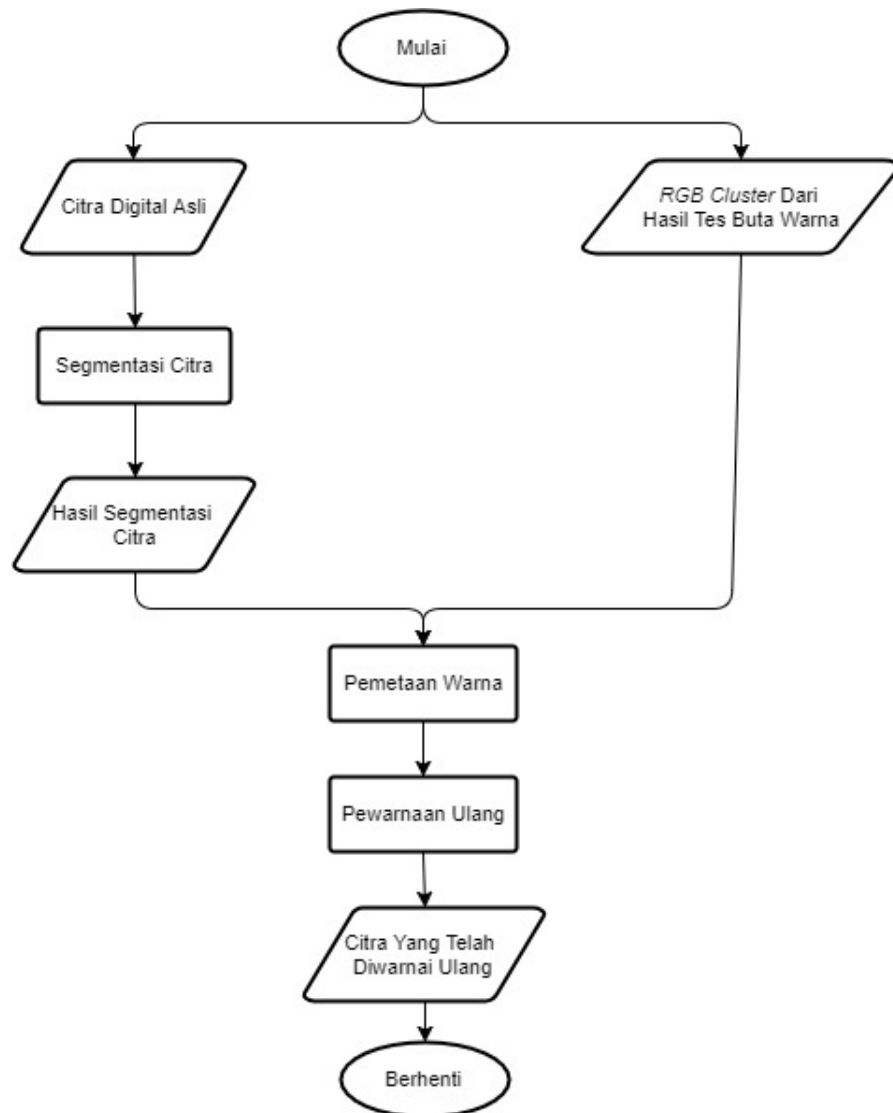 Mulai
Citra Digital Asli
RGB Cluster Dari
Hasil Tes Buta Warna
Segmentasi Citra
Hasil Segmentasi
Citra
Pemetaan Warna
Pewarnaan Ulang
Citra Yang Telah
Diwarnai Ulang
Berhenti